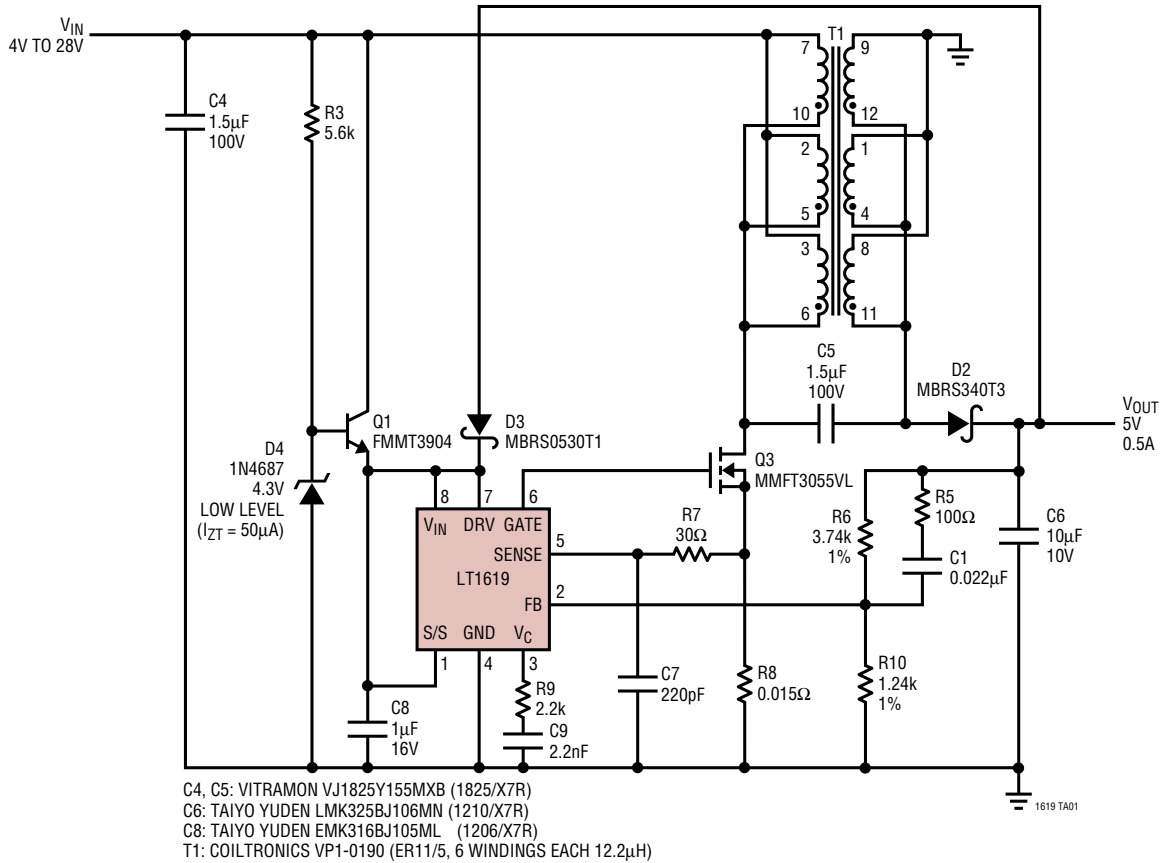 VIN
4V TO 28V
C4
1.5µF
100V
R3
5.6k
T1
7
9
10
12
2
1
5
4
3
8
6
11
C5
1.5µF
100V
D2
MBRS340T3
VOUT
5V
0.5A
Q1
FMMT3904
D3
MBRS0530T1
D4
1N4687
4.3V
LOW LEVEL
(IZT = 50µA)
Q3
MMFT3055VL
8
7
6
VIN
DRV
GATE
SENSE
5
LT1619
FB
2
S/S
GND
VC
1
4
3
R7
30Ω
R6
3.74k
1%
R5
100Ω
C1
0.022µF
C6
10µF
10V
C8
1µF
16V
R9
2.2k
C9
2.2nF
C7
220pF
R8
0.015Ω
R10
1.24k
1%
C4, C5: VITRAMON VJ1825Y155MXB (1825/X7R)
C6: TAIYO YUDEN LMK325BJ106MN (1210/X7R)
C8: TAIYO YUDEN EMK316BJ105ML (1206/X7R)
T1: COILTRONICS VP1-0190 (ER11/5, 6 WINDINGS EACH 12.2µH)
1619 TA01